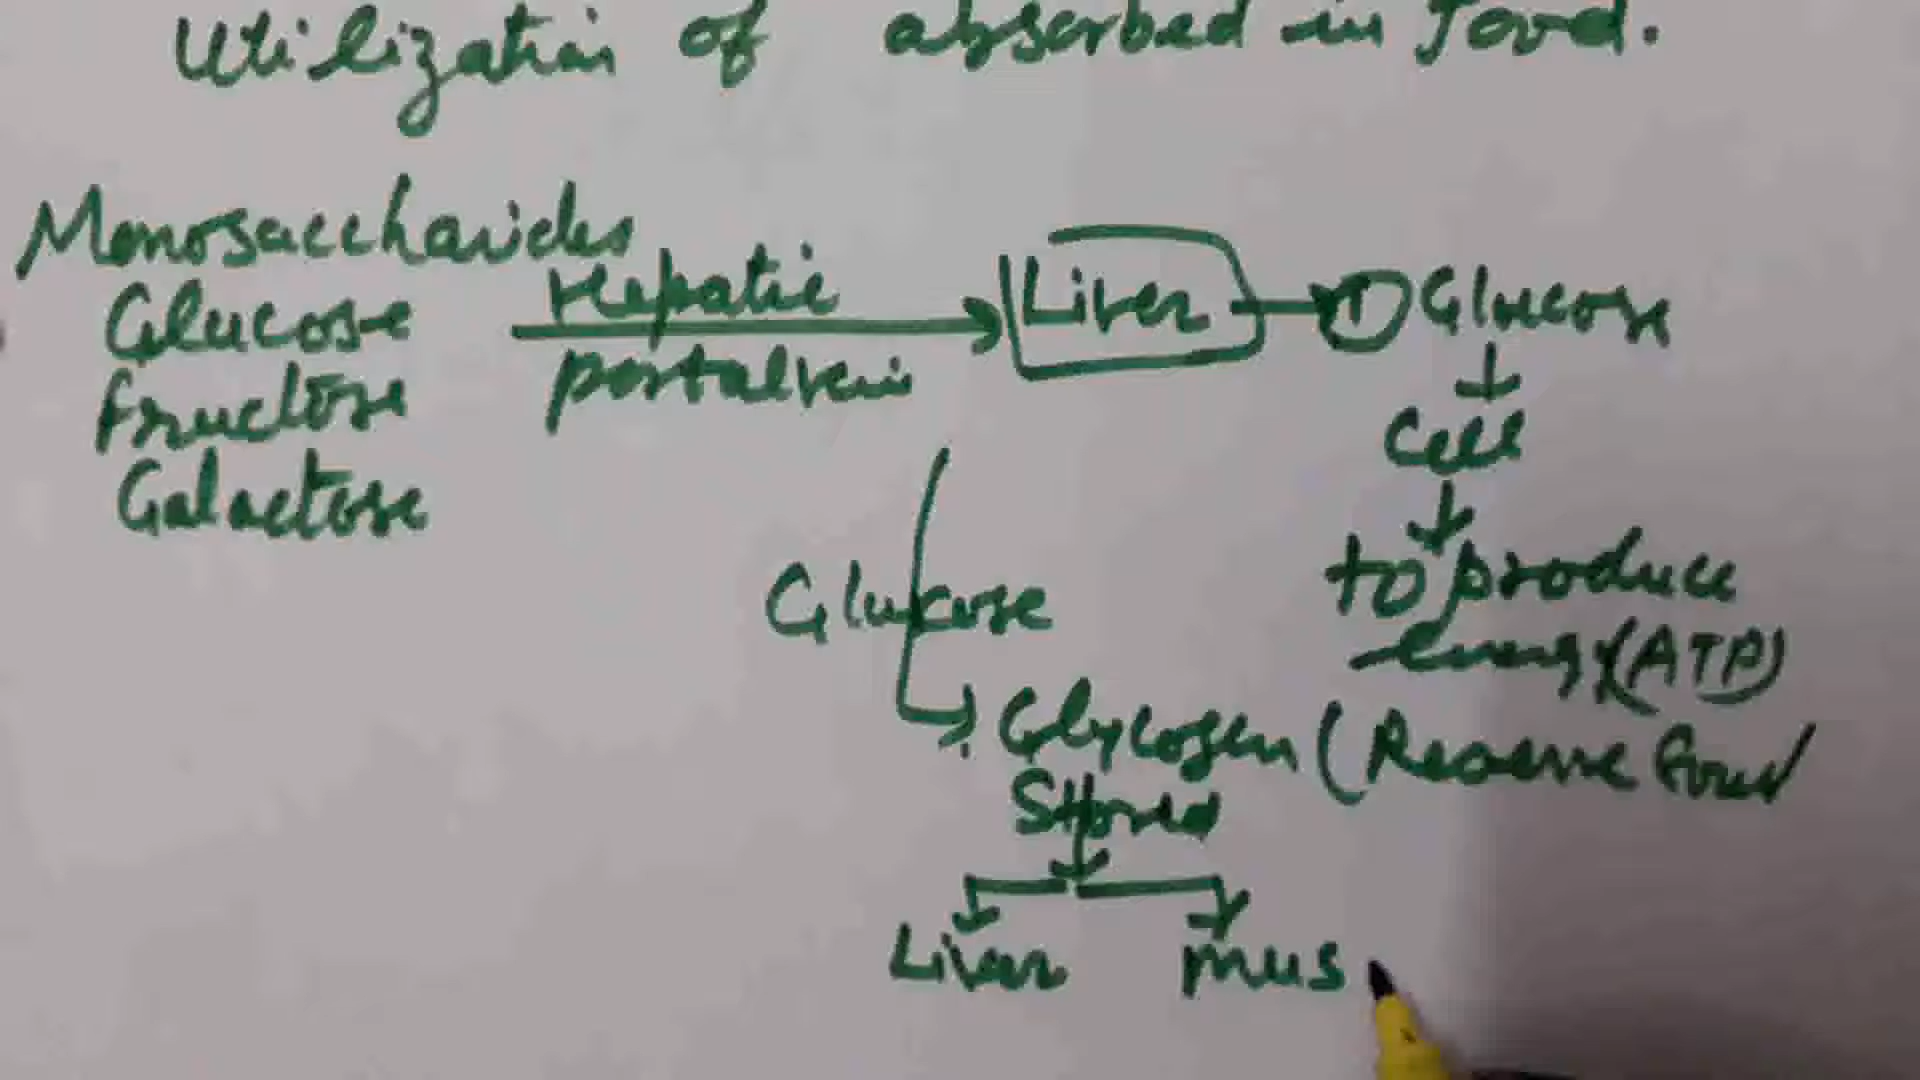 Utilization of absorbed in food.
Monosaccharides
Glucose
fructose
Galactose
Hepatic
portal vein
Liver
① Glucose
Cell
to produce
energy (ATP)
Glucose
Glycogen (Reserve food
Stored
Liver
mus